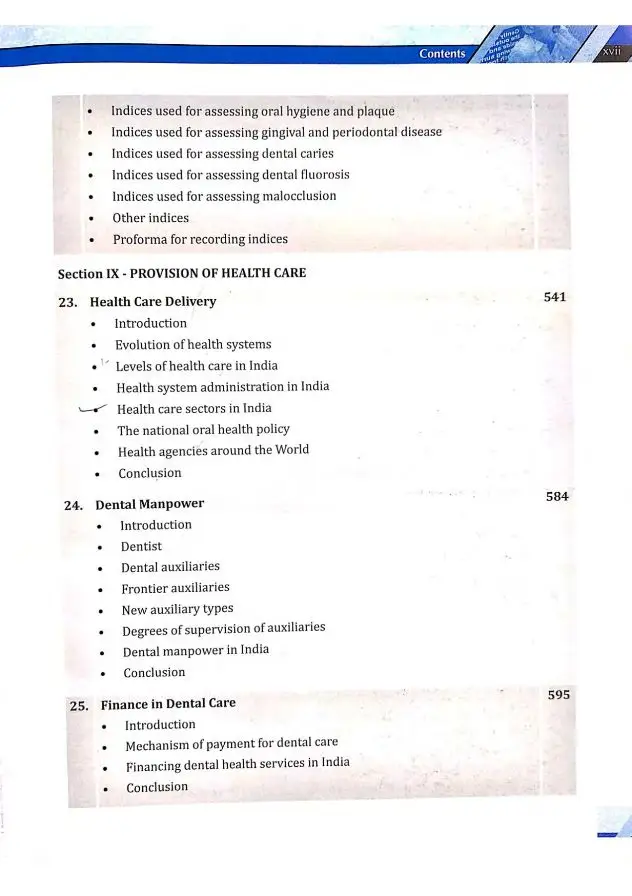 Contents
xvii
• Indices used for assessing oral hygiene and plaque
• Indices used for assessing gingival and periodontal disease
• Indices used for assessing dental caries
• Indices used for assessing dental fluorosis
• Indices used for assessing malocclusion
• Other indices
• Proforma for recording indices
Section IX - PROVISION OF HEALTH CARE
23. Health Care Delivery 541
• Introduction
• Evolution of health systems
• Levels of health care in India
• Health system administration in India
• Health care sectors in India
• The national oral health policy
• Health agencies around the World
• Conclusion
24. Dental Manpower 584
• Introduction
• Dentist
• Dental auxiliaries
• Frontier auxiliaries
• New auxiliary types
• Degrees of supervision of auxiliaries
• Dental manpower in India
• Conclusion
25. Finance in Dental Care 595
• Introduction
• Mechanism of payment for dental care
• Financing dental health services in India
• Conclusion